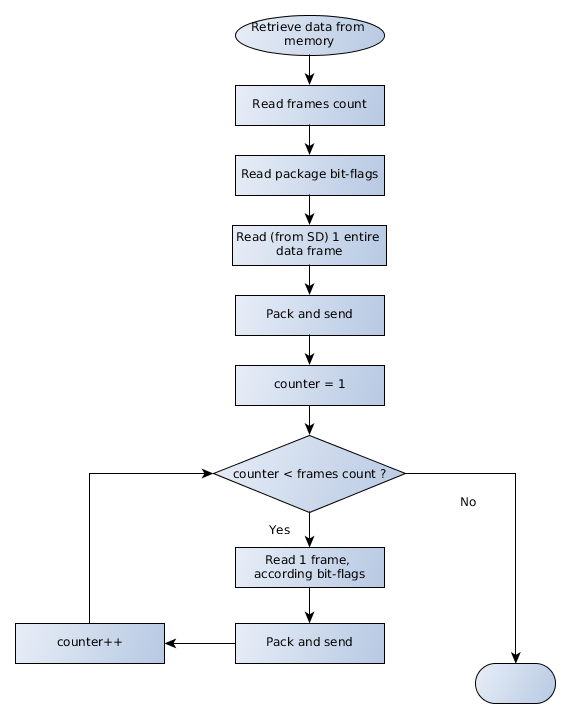 Retrieve data from
memory
Read frames count
Read package bit-flags
Read (from SD) 1 entire
data frame
Pack and send
counter = 1
counter < frames count ?
No
Yes
Read 1 frame,
according bit-flags
Pack and send
counter++